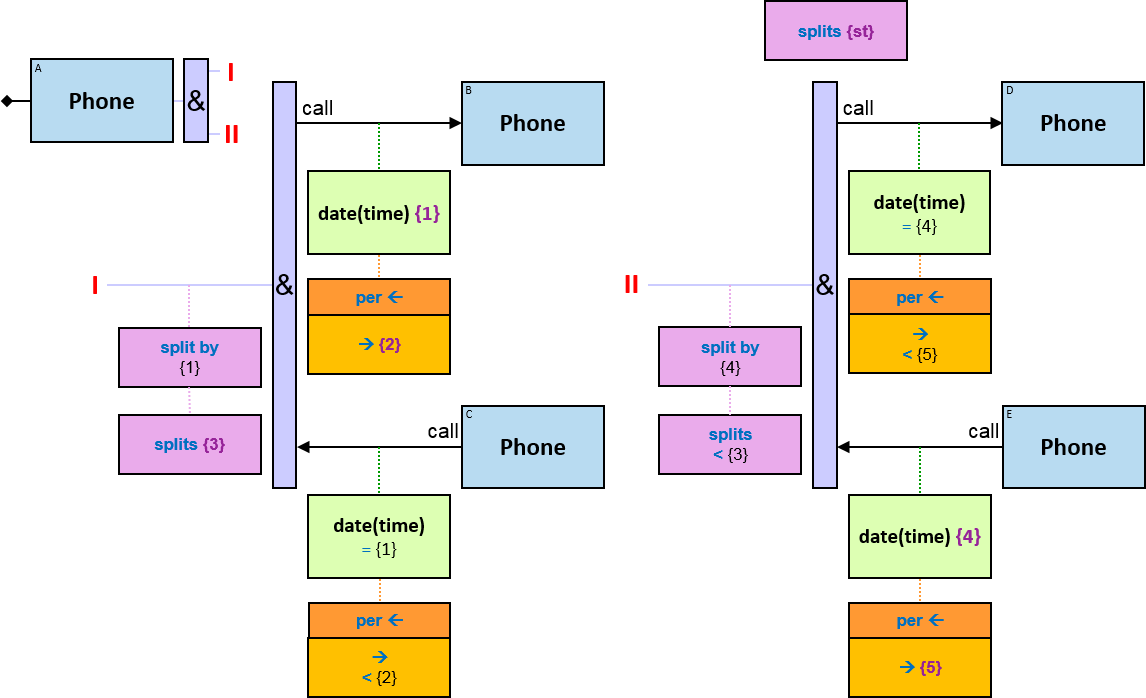 splits {st}
A
Phone
&
I
II
I
&
call
B
Phone
date(time) {1}
per ←
→ {2}
split by
{1}
splits {3}
call
C
Phone
date(time)
= {1}
per ←
→
< {2}
II
&
call
D
Phone
date(time)
= {4}
per ←
→
< {5}
split by
{4}
splits
< {3}
call
E
Phone
date(time) {4}
per ←
→ {5}